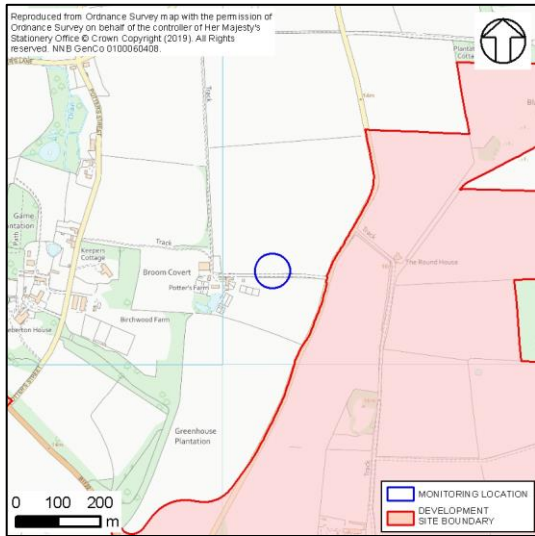 Reproduced from Ordnance Survey map with the permission of
Ordnance Survey on behalf of the controller of Her Majesty's
Stationery Office © Crown Copyright (2019). All Rights
reserved. NNB GenCo 0100060408.
Track
Game
Path
Track
Keepers
Cottage
Broom Covert
Potter's Farm
Track
The Round House
Birchwood Farm
Greenhouse
Plantation
Track
0 100 200
m
MONITORING LOCATION
DEVELOPMENT
SITE BOUNDARY